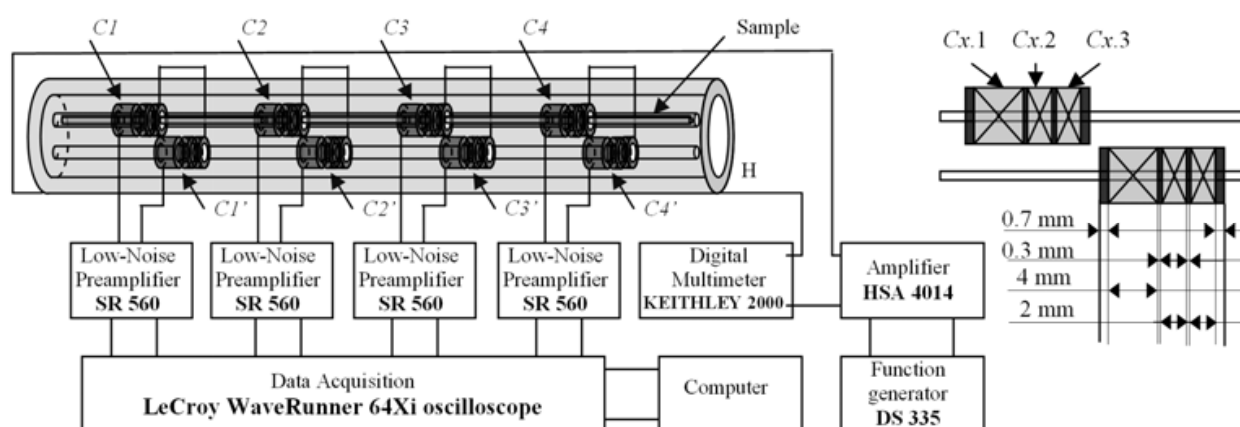 C1
C2
C3
C4
Sample
H
C1'
C2'
C3'
C4'
Low-Noise
Preamplifier
SR 560
Low-Noise
Preamplifier
SR 560
Low-Noise
Preamplifier
SR 560
Low-Noise
Preamplifier
SR 560
Digital
Multimeter
KEITHLEY 2000
Amplifier
HSA 4014
Data Acquisition
LeCroy WaveRunner 64Xi oscilloscope
Computer
Function
generator
DS 335
Cx.1
Cx.2
Cx.3
0.7 mm
0.3 mm
4 mm
2 mm